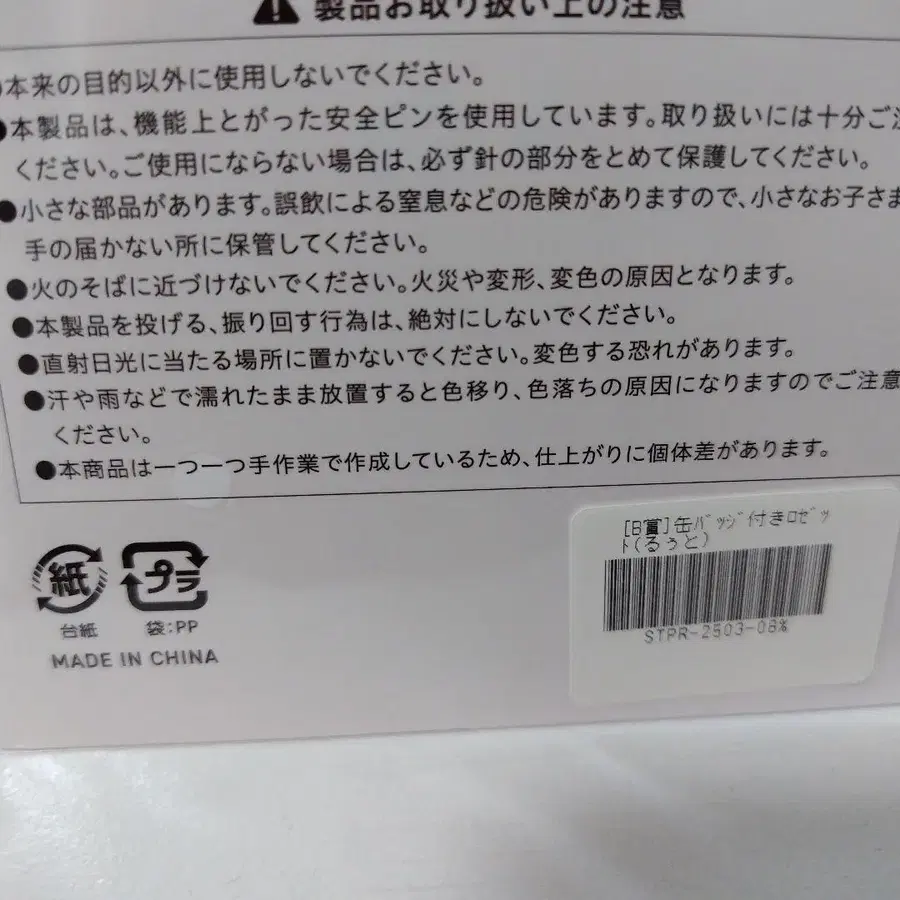 製品お取り扱い上の注意
●本来の目的以外に使用しないでください。
●本製品は、機能上とがった安全ピンを使用しています。取り扱いには十分ご注
ください。ご使用にならない場合は、必ず針の部分をとめて保護してください。
●小さな部品があります。誤飲による窒息などの危険がありますので、小さなお子さま
手の届かない所に保管してください。
●火のそばに近づけないでください。火災や変形、変色の原因となります。
●本製品を投げる、振り回す行為は、絶対にしないでください。
●直射日光に当たる場所に置かないでください。変色する恐れがあります。
●汗や雨などで濡れたまま放置すると色移り、色落ちの原因になりますのでご注意
ください。
●本商品は一つ一つ手作業で作成しているため、仕上がりに個体差があります。
[B賞]缶ﾊﾞｯｼﾞ付きﾛｾﾞｯ
ﾄ(るぅと)
STPR-2503-08%
紙
プラ
台紙
袋:PP
MADE IN CHINA